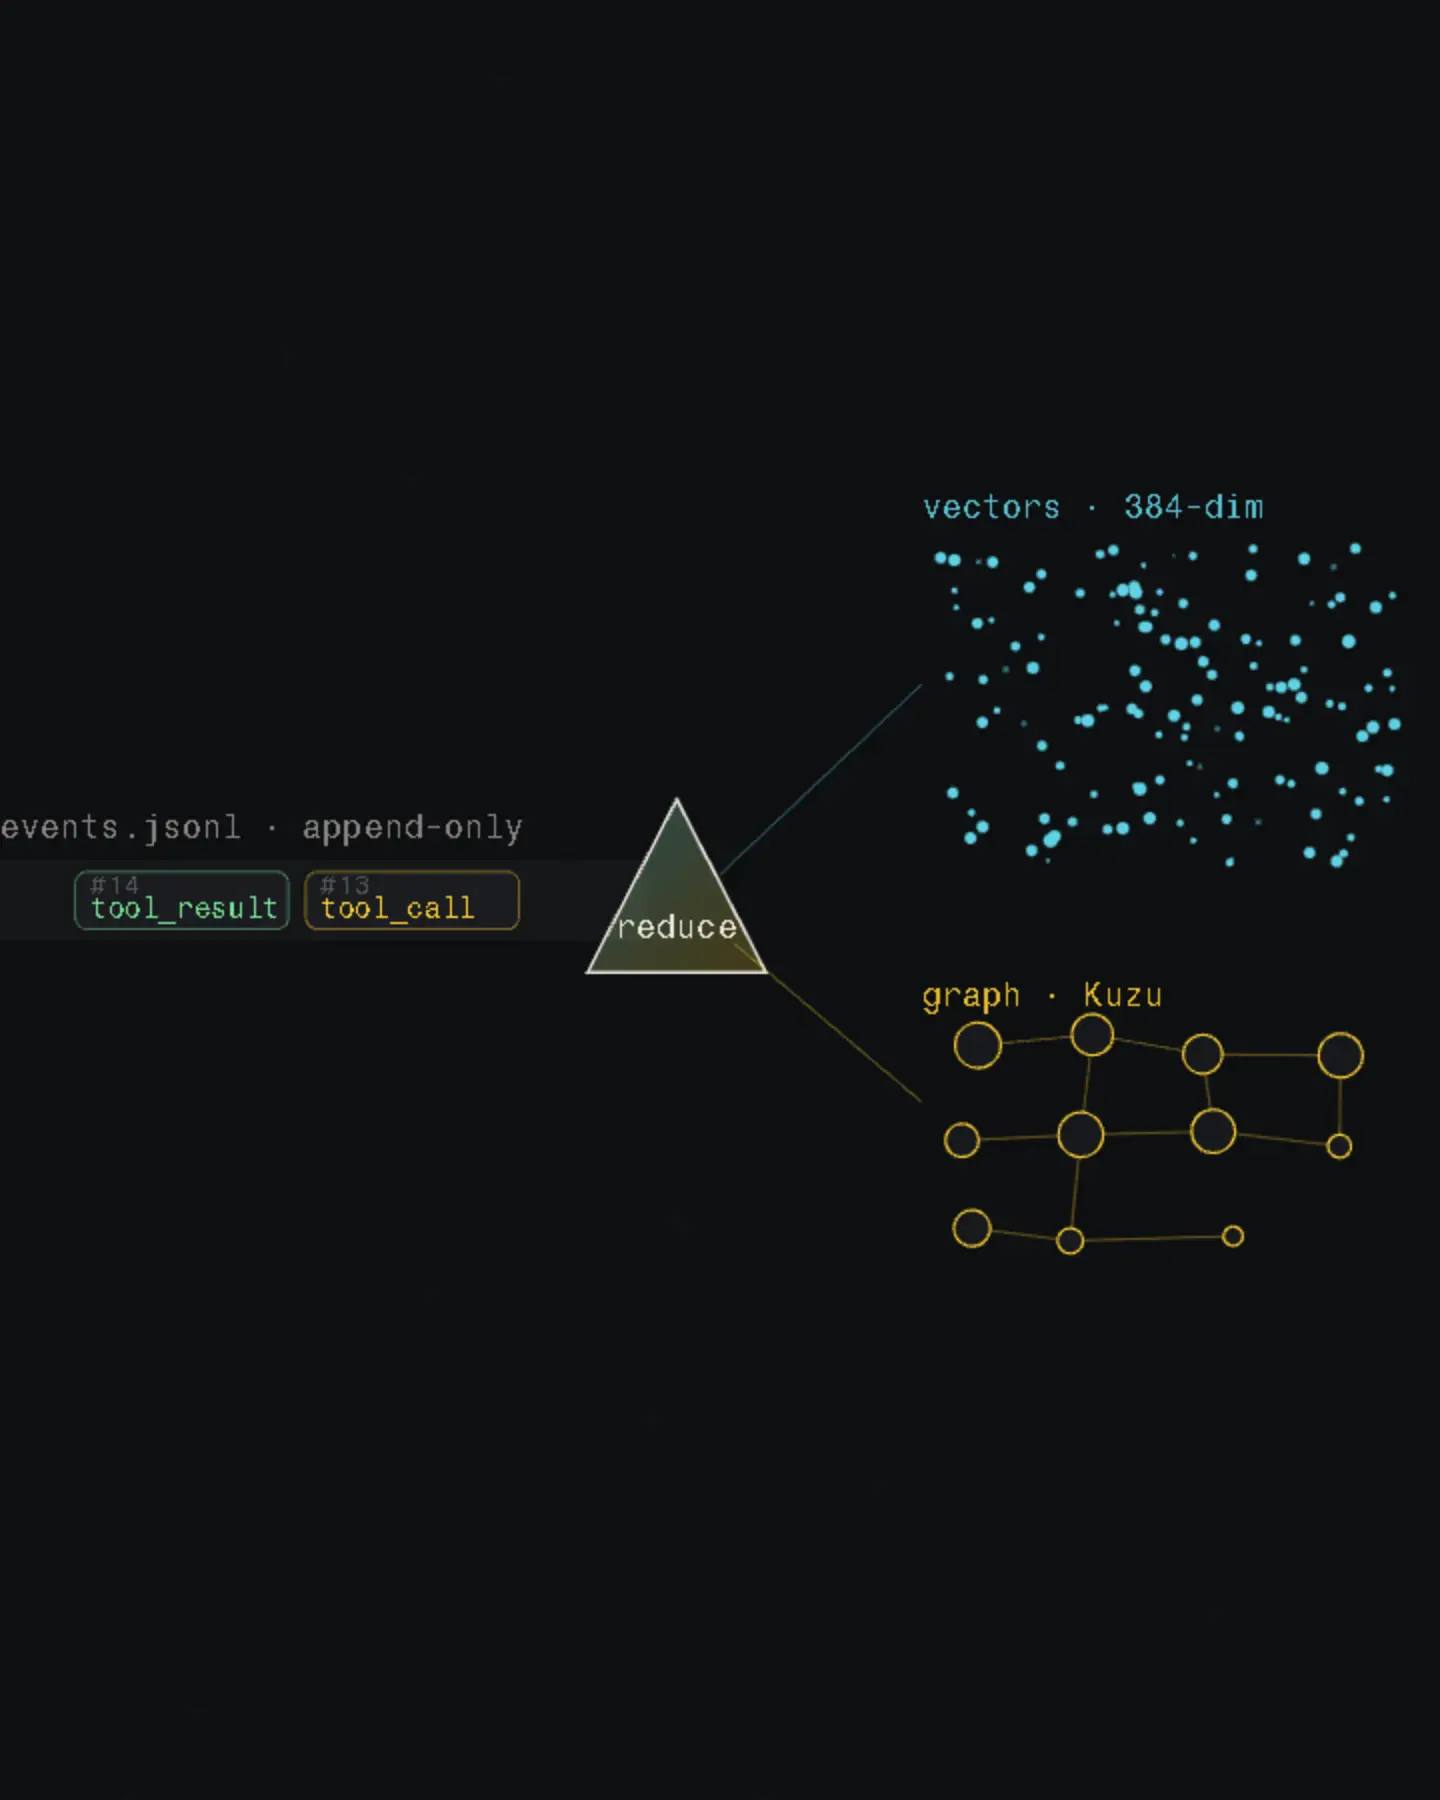 vectors · 384-dim
events.jsonl · append-only
#14
tool_result
#13
tool_call
reduce
graph · Kuzu